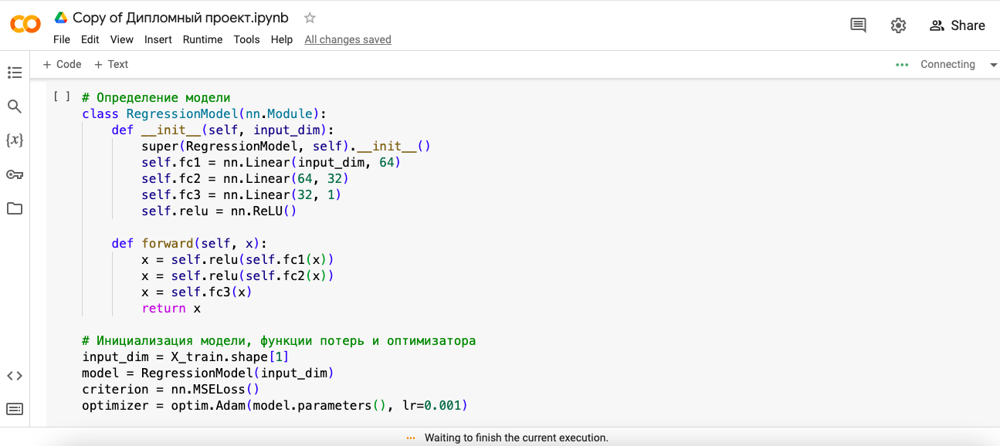 Copy of Дипломный проект.ipynb
File Edit View Insert Runtime Tools Help All changes saved
Share
+ Code + Text
Connecting
[ ] # Определение модели
class RegressionModel(nn.Module):
    def __init__(self, input_dim):
        super(RegressionModel, self).__init__()
        self.fc1 = nn.Linear(input_dim, 64)
        self.fc2 = nn.Linear(64, 32)
        self.fc3 = nn.Linear(32, 1)
        self.relu = nn.ReLU()
    def forward(self, x):
        x = self.relu(self.fc1(x))
        x = self.relu(self.fc2(x))
        x = self.fc3(x)
        return x
# Инициализация модели, функции потерь и оптимизатора
input_dim = X_train.shape[1]
model = RegressionModel(input_dim)
criterion = nn.MSELoss()
optimizer = optim.Adam(model.parameters(), lr=0.001)
Waiting to finish the current execution.